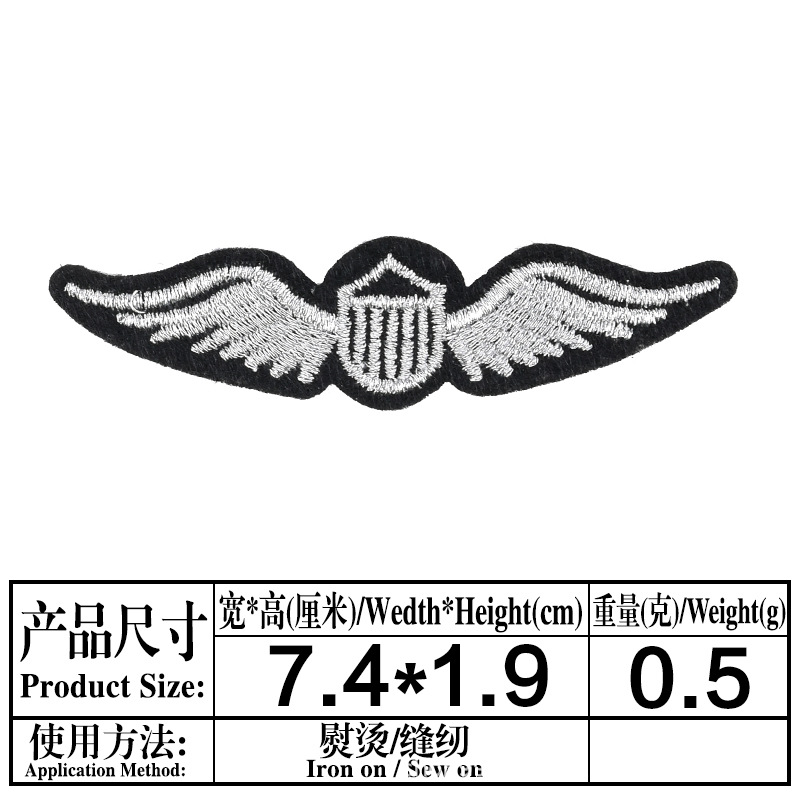 产品尺寸
Product Size:
宽*高(厘米)/Wedth*Height(cm)
7.4*1.9
重量(克)/Weight(g)
0.5
使用方法:
Application Method:
熨烫/缝纫
Iron on / Sew on